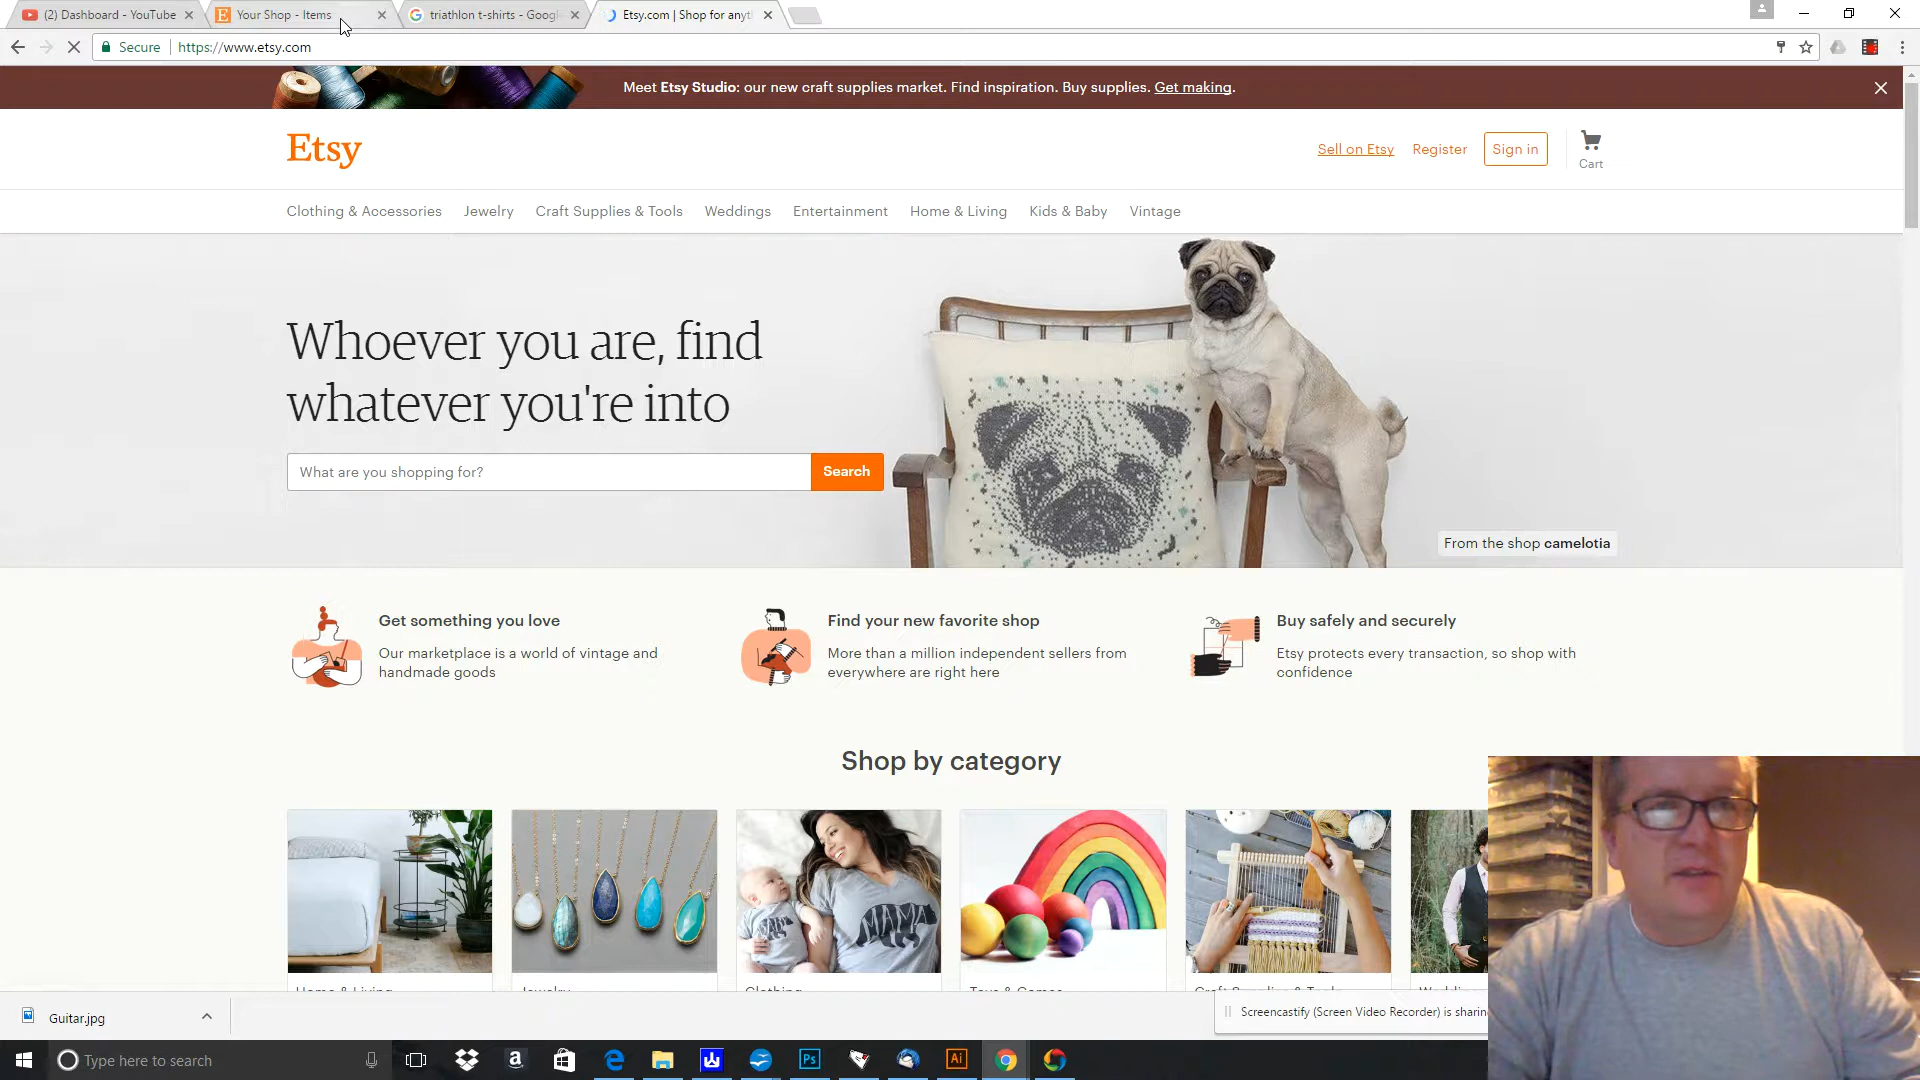 (2) Dashboard - YouTube
Your Shop - Items
triathlon t-shirts - Googl
Etsy.com | Shop for anyt
Secure
https://www.etsy.com
Meet Etsy Studio: our new craft supplies market. Find inspiration. Buy supplies. Get making.
Etsy
Sell on Etsy
Register
Sign in
Cart
Clothing & Accessories
Jewelry
Craft Supplies & Tools
Weddings
Entertainment
Home & Living
Kids & Baby
Vintage
Whoever you are, find
whatever you're into
What are you shopping for?
Search
From the shop camelotia
Get something you love
Our marketplace is a world of vintage and
handmade goods
Find your new favorite shop
More than a million independent sellers from
everywhere are right here
Buy safely and securely
Etsy protects every transaction, so shop with
confidence
Shop by category
MAMA
Home & Living
Jewelry
Clothing
Toys & Games
Craft Supplies & Tools
Guitar.jpg
Screencastify (Screen Video Recorder) is sharin
Type here to search
Ps
Ai